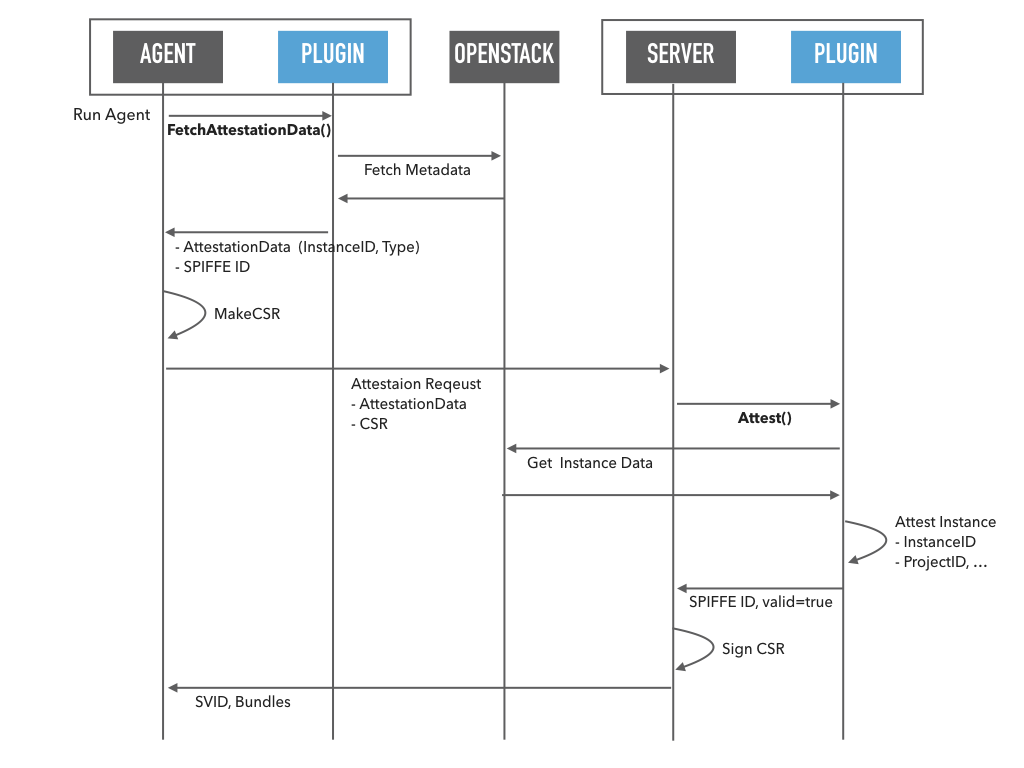 AGENT
PLUGIN
OPENSTACK
SERVER
PLUGIN
Run Agent
FetchAttestationData()
Fetch Metadata
- AttestationData (InstanceID, Type)
- SPIFFE ID
MakeCSR
Attestaion Reqeust
- AttestationData
- CSR
Attest()
Get Instance Data
Attest Instance
- InstanceID
- ProjectID, ...
SPIFFE ID, valid=true
Sign CSR
SVID, Bundles